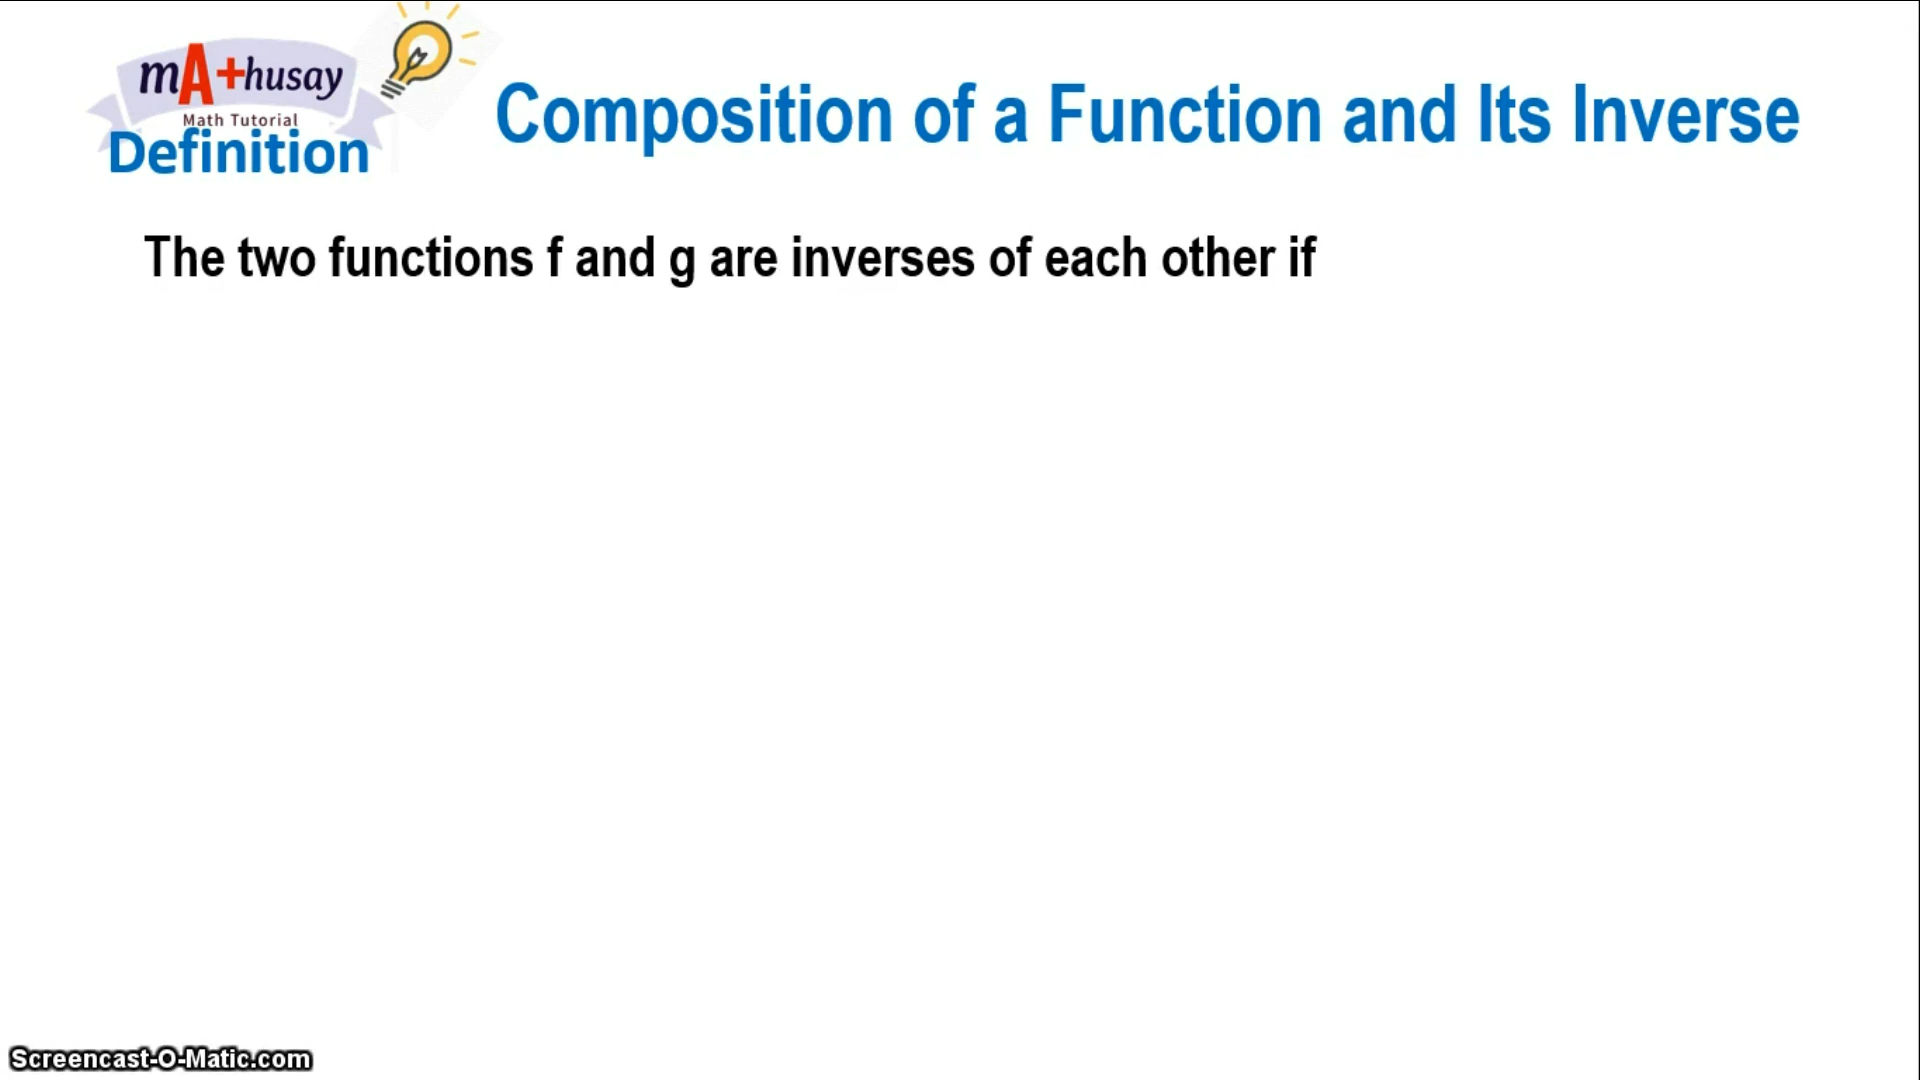 mA+husay
Math Tutorial
Definition
Composition of a Function and Its Inverse
The two functions f and g are inverses of each other if
Screencast-O-Matic.com